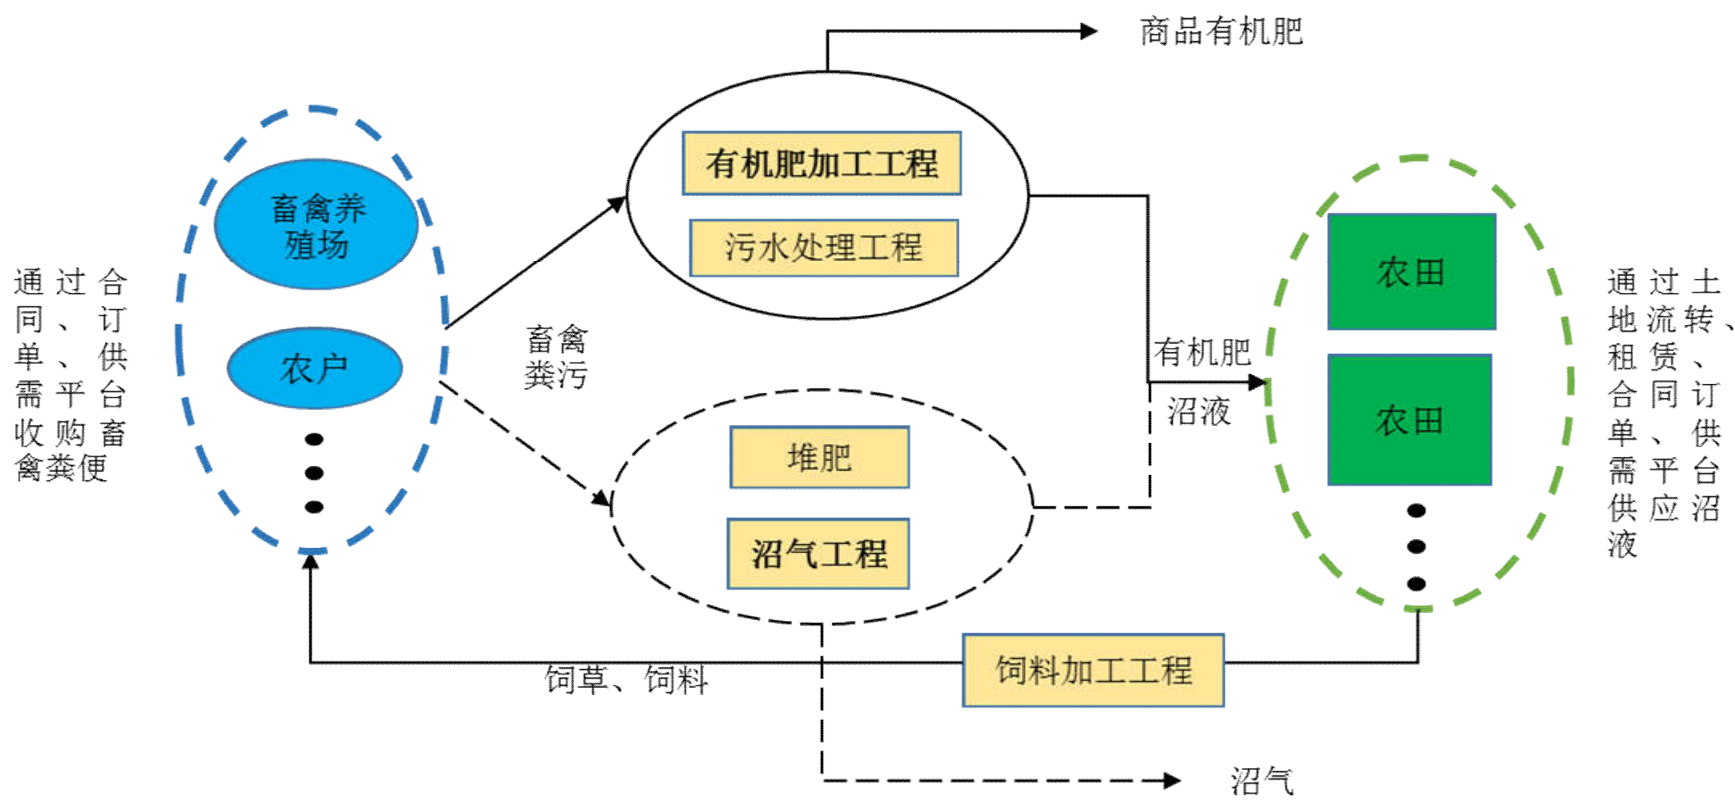 商品有机肥
有机肥加工工程
污水处理工程
畜禽养
殖场
农户
通过合
同、订
单、供
需平台
收购畜
禽粪便
畜禽
粪污
堆肥
沼气工程
有机肥
沼液
农田
农田
通过土
地流转、
租赁、
合同订
单、供
需平台
供应沼
液
饲料加工工程
饲草、饲料
沼气